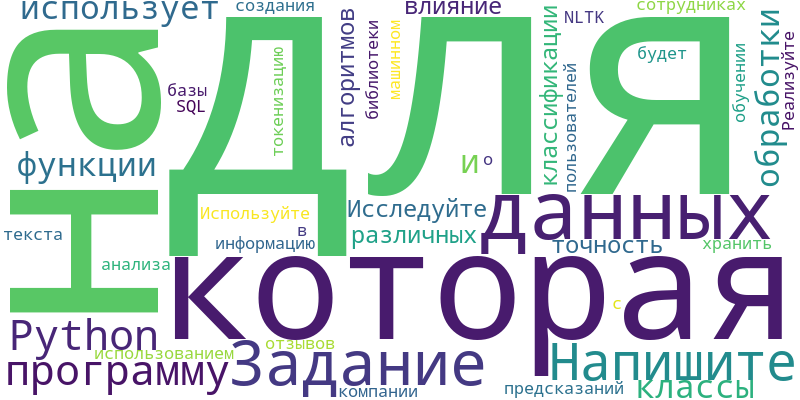 использует
создания
влияние
сотрудниках
на
для
токенизацию
алгоритмов
библиотеки
машинном
NLTK
классификации
пользователей
будет
обучении
обработки
Реализуйте
базы
SQL
функции
и
о
Используйте
Исследуйте
данных
текста
в
информацию
различных
точность
хранить
анализа
которая
с
Python
использованием
отзывов
Задание
Напишите
программу
компании
предсказаний
классы